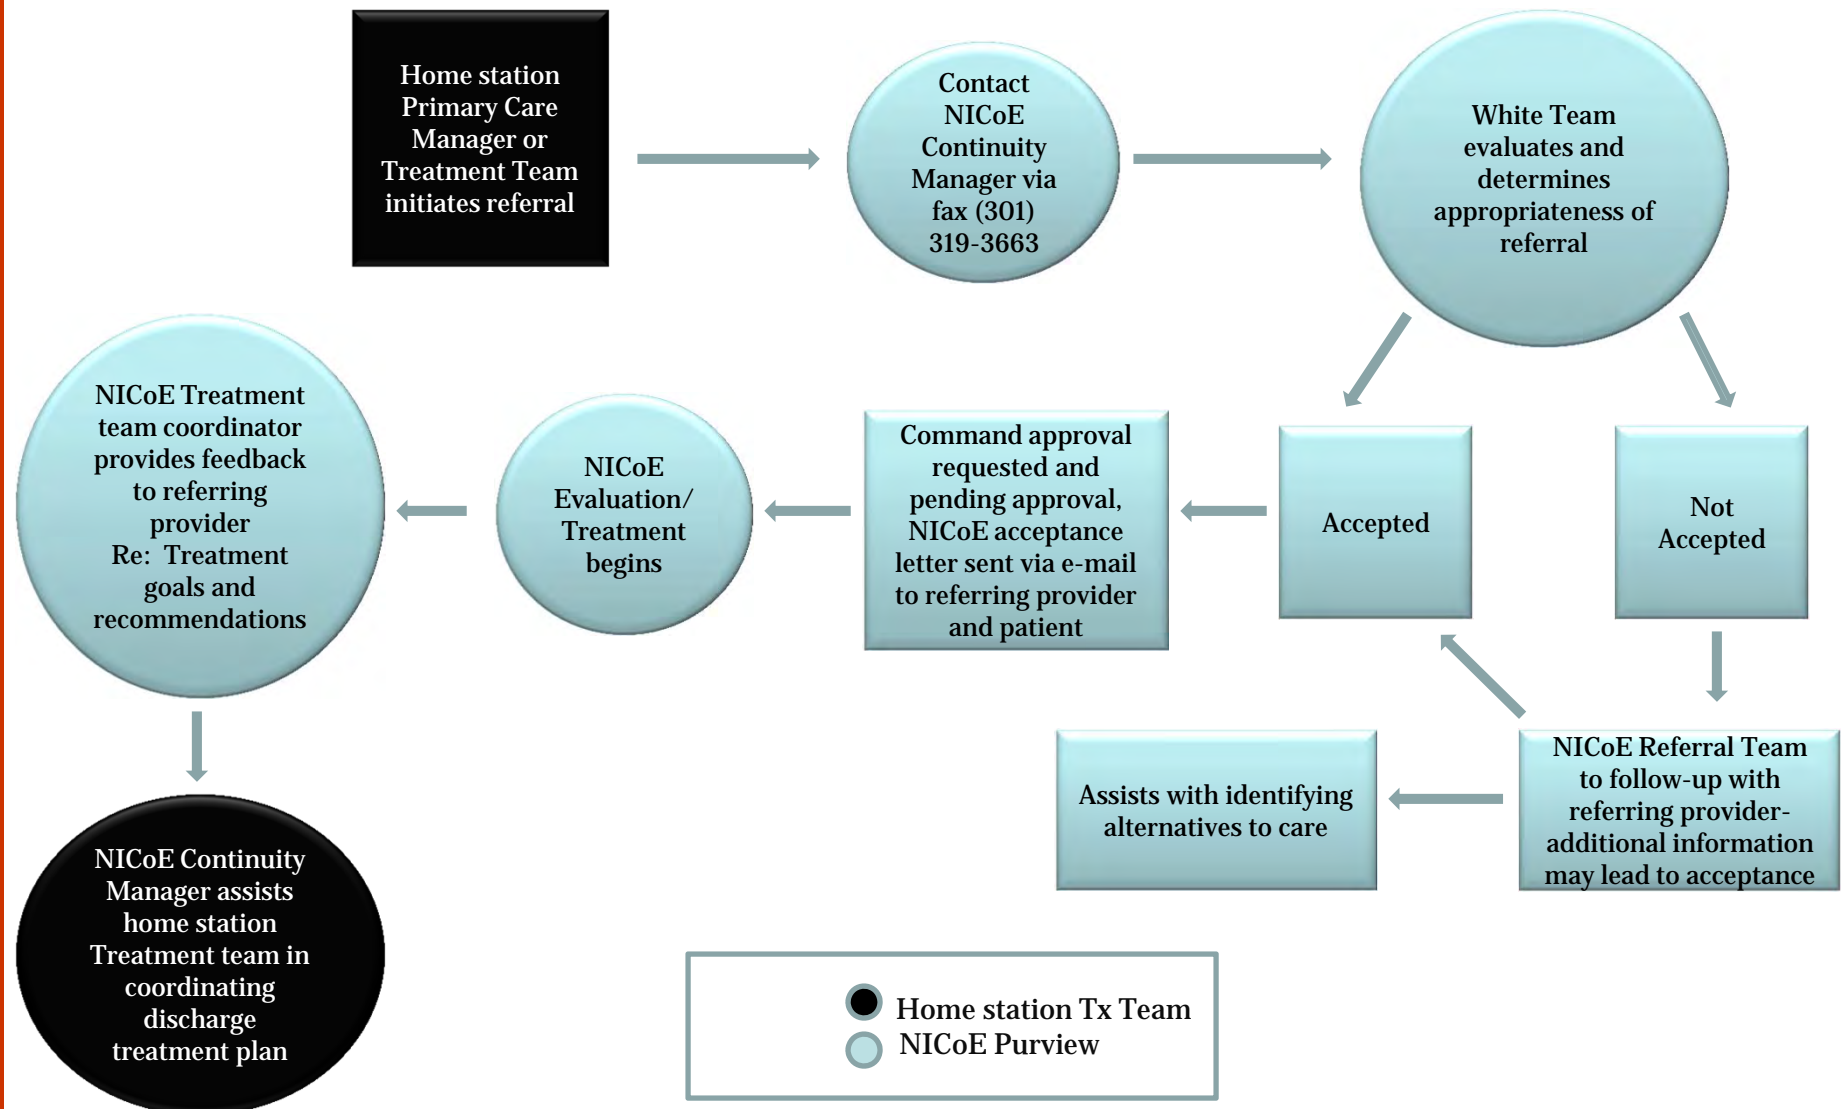 Home station
Primary Care
Manager or
Treatment Team
initiates referral
Contact
NICoE
Continuity
Manager via
fax (301)
319-3663
White Team
evaluates and
determines
appropriateness of
referral
Accepted
Not
Accepted
Command approval
requested and
pending approval,
NICoE acceptance
letter sent via e-mail
to referring provider
and patient
NICoE
Evaluation/
Treatment
begins
NICoE Treatment
team coordinator
provides feedback
to referring
provider
Re: Treatment
goals and
recommendations
NICoE Referral Team
to follow-up with
referring provider-
additional information
may lead to acceptance
Assists with identifying
alternatives to care
NICoE Continuity
Manager assists
home station
Treatment team in
coordinating
discharge
treatment plan
Home station Tx Team
NICoE Purview